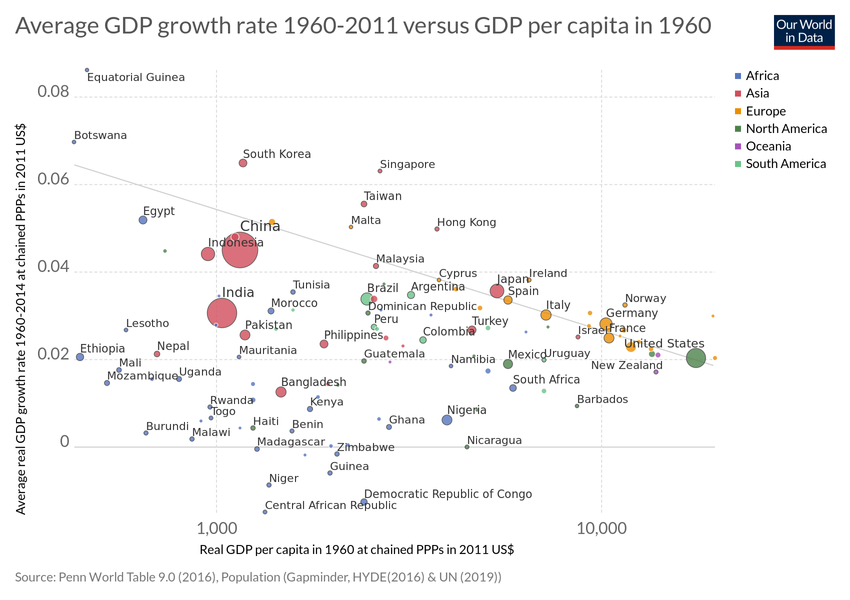 Average GDP growth rate 1960-2011 versus GDP per capita in 1960
Our World
in Data
Africa
Asia
Europe
North America
Oceania
South America
Average real GDP growth rate 1960-2014 at chained PPPs in 2011 US$
0.08
0.06
0.04
0.02
0
Equatorial Guinea
Botswana
South Korea
Singapore
Taiwan
Egypt
Malta
Hong Kong
China
Indonesia
Malaysia
Cyprus
Ireland
Japan
Tunisia
Brazil
Argentina
Spain
India
Morocco
Dominican Republic
Norway
Italy
Germany
Lesotho
Pakistan
Peru
Turkey
Philippines
Colombia
Israel
France
Ethiopia
Nepal
Mauritania
Guatemala
Mexico
Uruguay
United States
Mali
Namibia
New Zealand
Mozambique
Uganda
Bangladesh
South Africa
Rwanda
Kenya
Barbados
Togo
Nigeria
Burundi
Malawi
Haiti
Benin
Ghana
Madagascar
Zimbabwe
Nicaragua
Guinea
Niger
Democratic Republic of Congo
Central African Republic
1,000
10,000
Real GDP per capita in 1960 at chained PPPs in 2011 US$
Source: Penn World Table 9.0 (2016), Population (Gapminder, HYDE(2016) & UN (2019))